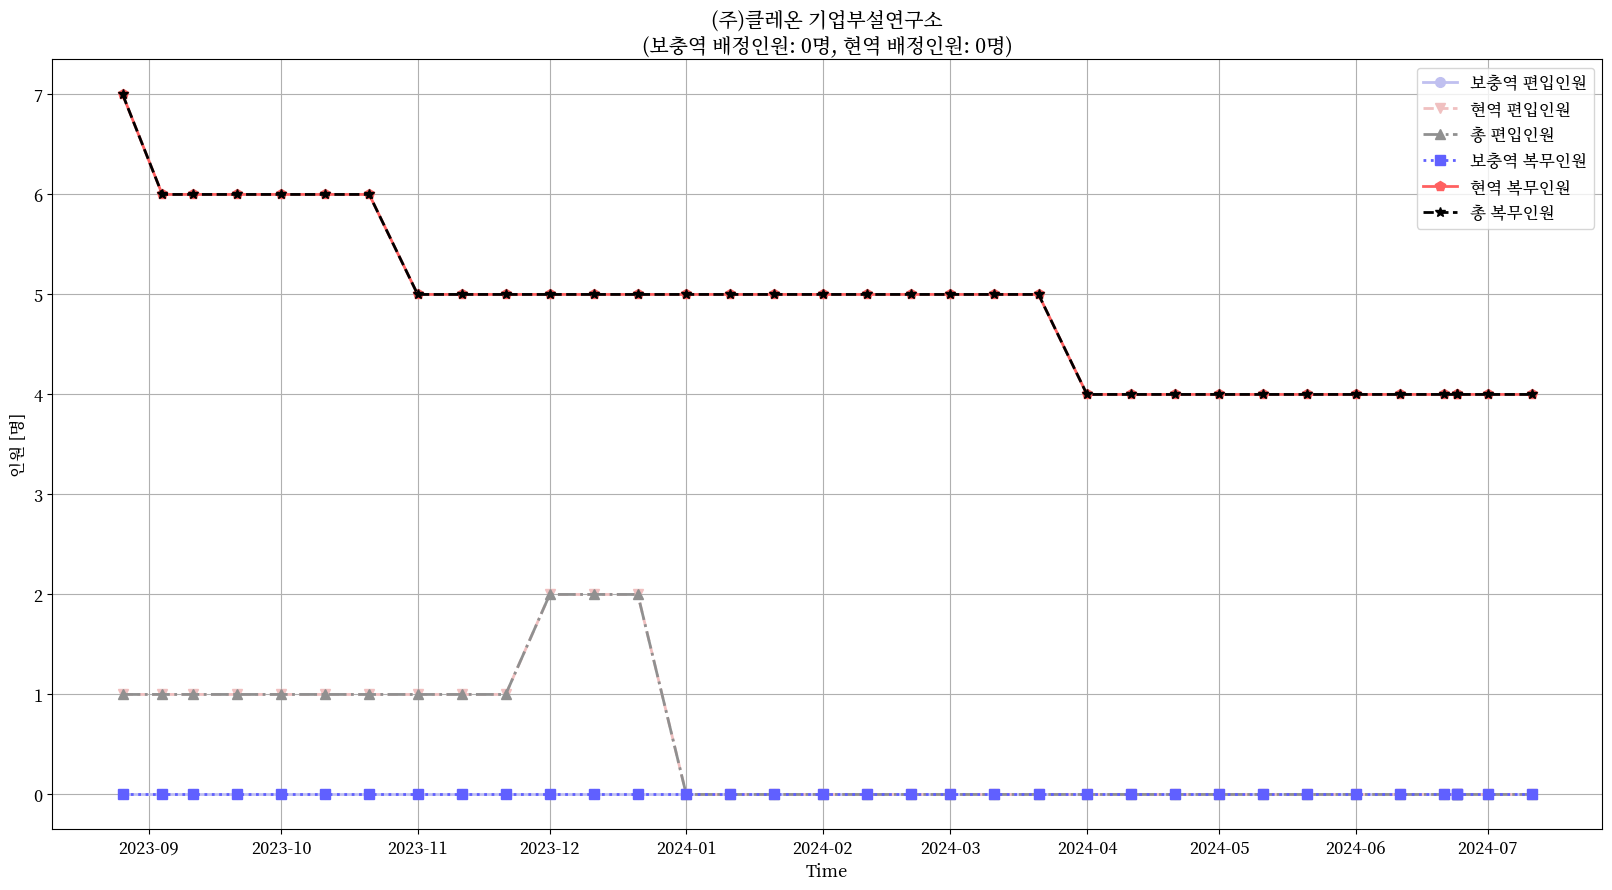 (주)클레온 기업부설연구소
(보충역 배정인원: 0명, 현역 배정인원: 0명)
보충역 편입인원
현역 편입인원
총 편입인원
보충역 복무인원
현역 복무인원
총 복무인원
인원 [명]
7
6
5
4
3
2
1
0
2023-09 2023-10 2023-11 2023-12 2024-01 2024-02 2024-03 2024-04 2024-05 2024-06 2024-07
Time